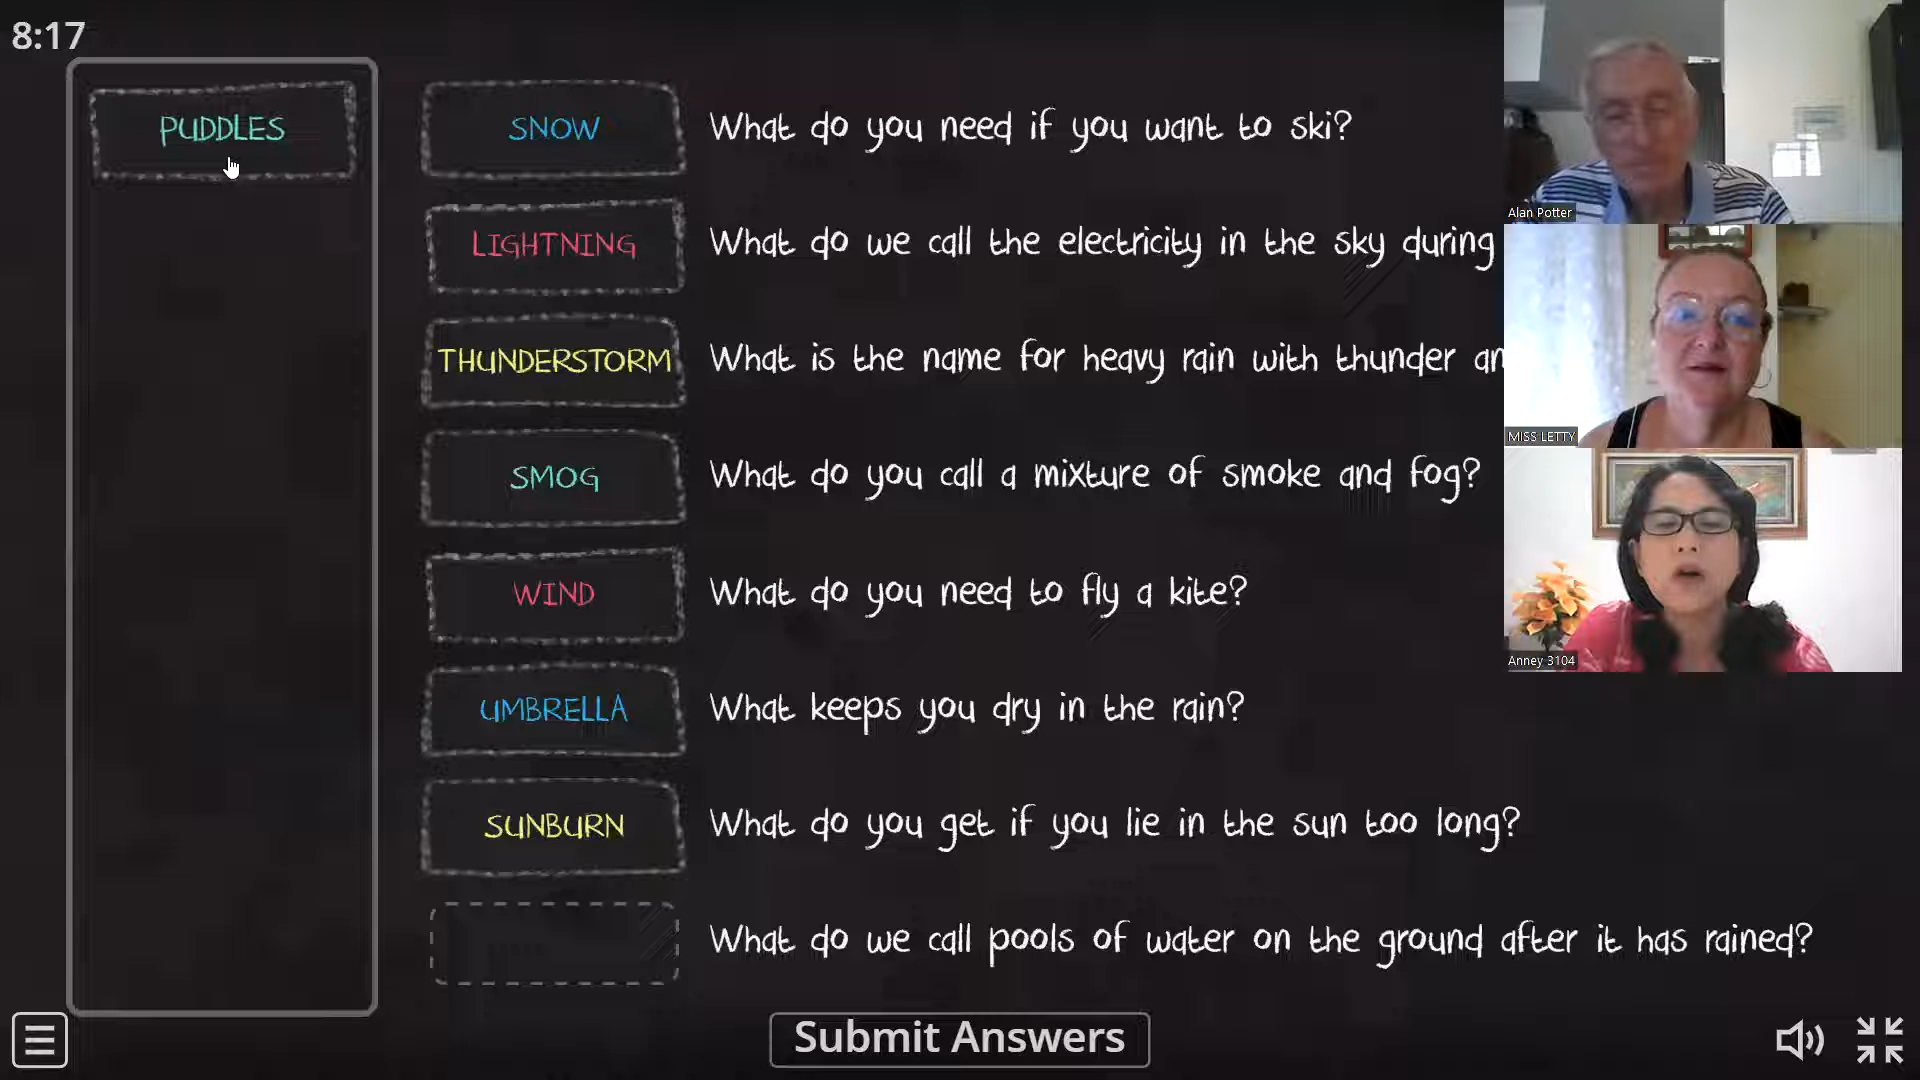 8:17
PUDDLES
SNOW What do you need if you want to ski?
LIGHTNING What do we call the electricity in the sky during
THUNDERSTORM What is the name for heavy rain with thunder
SMOG What do you call a mixture of smoke and fog?
WIND What do you need to fly a kite?
UMBRELLA What keeps you dry in the rain?
SUNBURN What do you get if you lie in the sun too long?
What do we call pools of water on the ground after it has rained?
Submit Answers
Alan Potter
MISS LETTY
Anney 3104